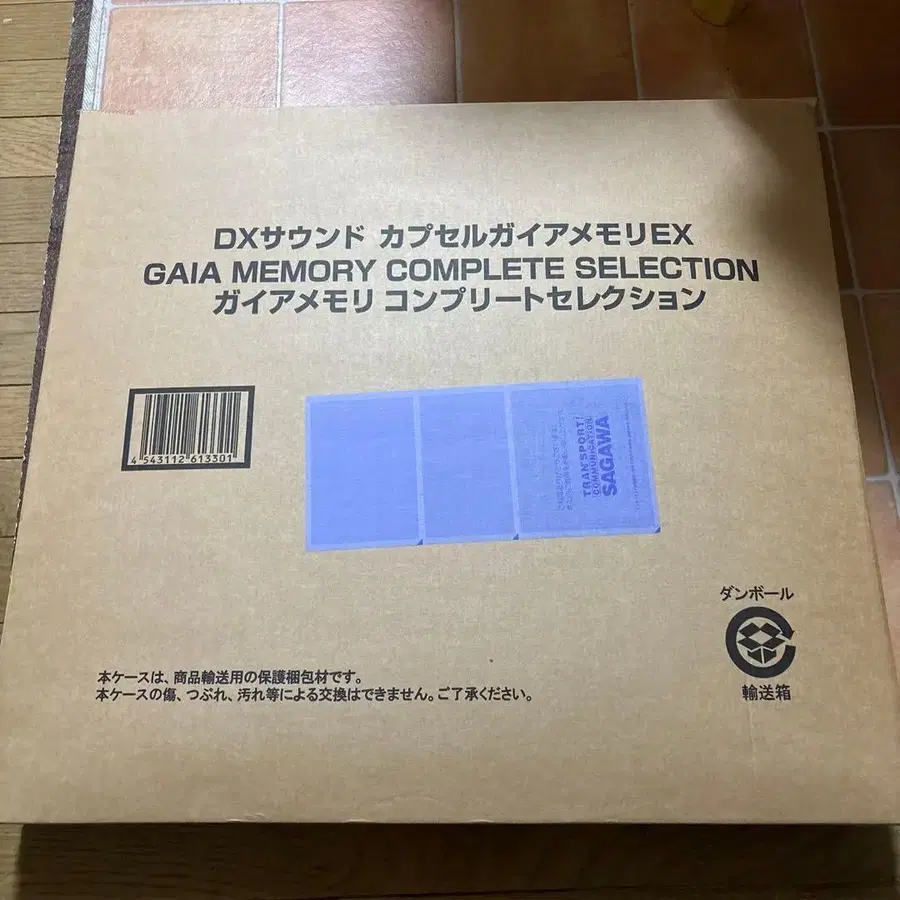 DXサウンド カプセルガイアメモリEX
GAIA MEMORY COMPLETE SELECTION
ガイアメモリ コンプリートセレクション
4 543112 613301
TRANSPORT/
COMMUNICATION
SAGAWA
ダンボール
輸送箱
本ケースは、商品輸送用の保護梱包材です。
本ケースの傷、つぶれ、汚れ等による交換はできません。ご了承ください。